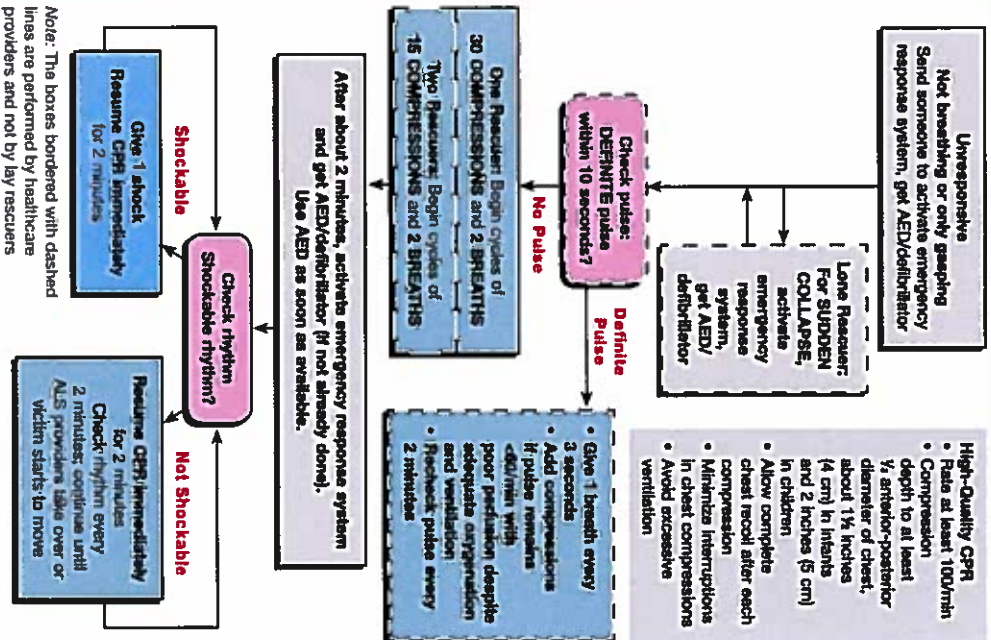 Unresponsive
Not breathing or only gasping
Send someone to activate emergency
response system, get AED/defibrillator
Lone Rescuer:
For SUDDEN
COLLAPSE,
activate
emergency
response
system,
get AED/
defibrillator
High-Quality CPR
• Rate at least 100/min
• Compression
depth to at least
⅓ anterior-posterior
diameter of chest,
about 1½ inches
(4 cm) in infants
and 2 inches (5 cm)
in children
• Allow complete
chest recoil after each
compression
• Minimize interruptions
in chest compressions
• Avoid excessive
ventilation
Check pulse:
DEFINITE pulse
within 10 seconds?
Definite
Pulse
• Give 1 breath every
3 seconds
• Add compressions
if pulse remains
<60/min with
poor perfusion despite
adequate oxygenation
and ventilation
• Recheck pulse every
2 minutes
No Pulse
One Rescuer: Begin cycles of
30 COMPRESSIONS and 2 BREATHS
Two Rescuers: Begin cycles of
15 COMPRESSIONS and 2 BREATHS
After about 2 minutes, activate emergency response system
and get AED/defibrillator (if not already done).
Use AED as soon as available.
Check rhythm
Shockable rhythm?
Shockable
Not Shockable
Give 1 shock
Resume CPR immediately
for 2 minutes
Resume CPR immediately
for 2 minutes
Check rhythm every
2 minutes; continue until
ALS providers take over or
victim starts to move
Note: The boxes bordered with dashed
lines are performed by healthcare
providers and not by lay rescuers